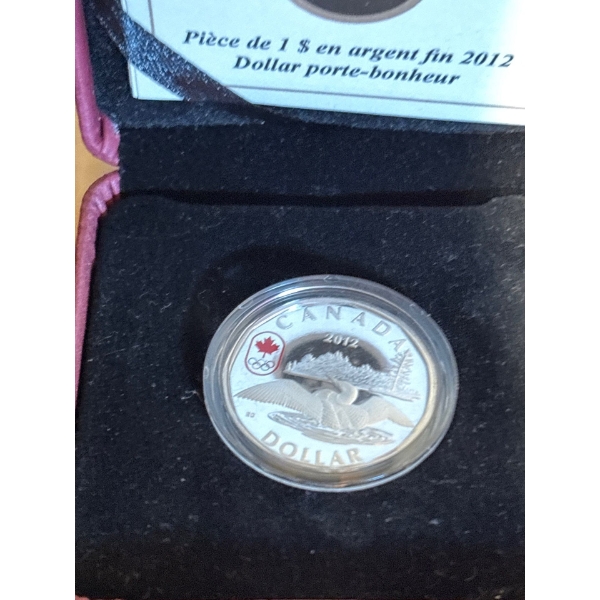 Pièce de 1 $ en argent fin 2012
Dollar porte-bonheur
CANADA
2012
DOLLAR